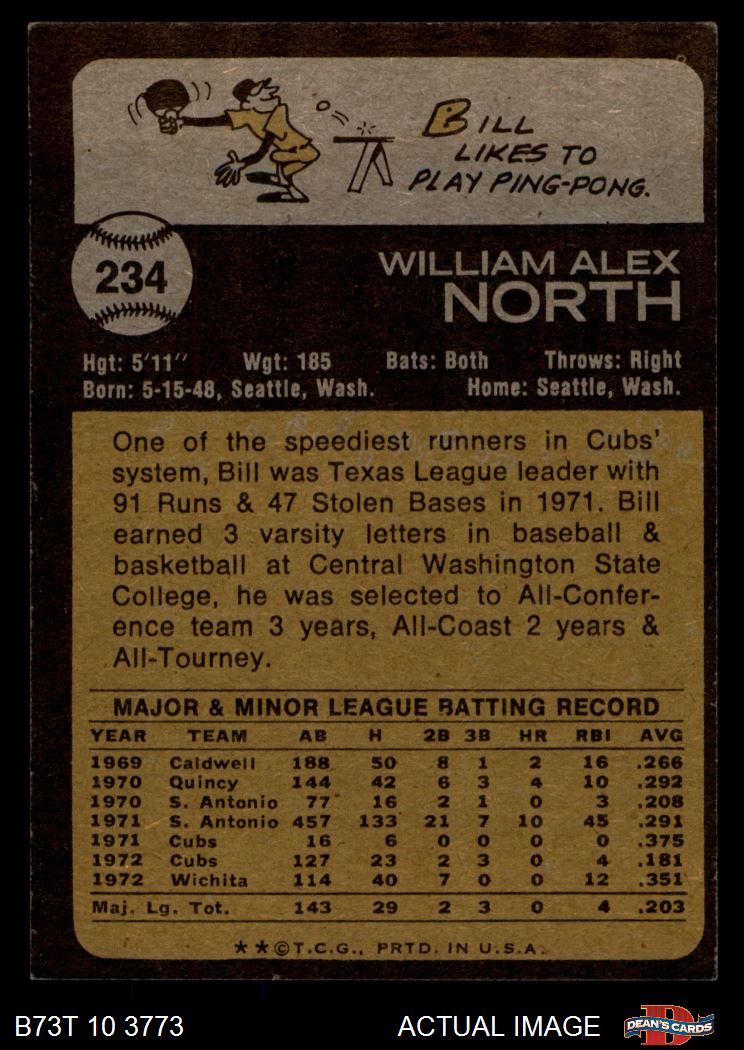 BILL
LIKES TO
PLAY PING-PONG.
234
WILLIAM ALEX
NORTH
Hgt: 5'11" Wgt: 185 Bats: Both Throws: Right
Born: 5-15-48, Seattle, Wash. Home: Seattle, Wash.
One of the speediest runners in Cubs'
system, Bill was Texas League leader with
91 Runs & 47 Stolen Bases in 1971. Bill
earned 3 varsity letters in baseball &
basketball at Central Washington State
College, he was selected to All-Confer-
ence team 3 years, All-Coast 2 years &
All-Tourney.
MAJOR & MINOR LEAGUE BATTING RECORD
YEAR TEAM AB H 2B 3B HR RBI AVG
1969 Caldwell 188 50 8 1 2 16 .266
1970 Quincy 144 42 6 3 4 10 .292
1970 S. Antonio 77 16 2 1 0 3 .208
1971 S. Antonio 457 133 21 7 10 45 .291
1971 Cubs 16 6 0 0 0 0 .375
1972 Cubs 127 23 2 3 0 4 .181
1972 Wichita 114 40 7 0 0 12 .351
Maj. Lg. Tot. 143 29 2 3 0 4 .203
★★©T.C.G., PRTD. IN U.S.A.
B73T 10 3773 ACTUAL IMAGE D DEAN'S CARDS